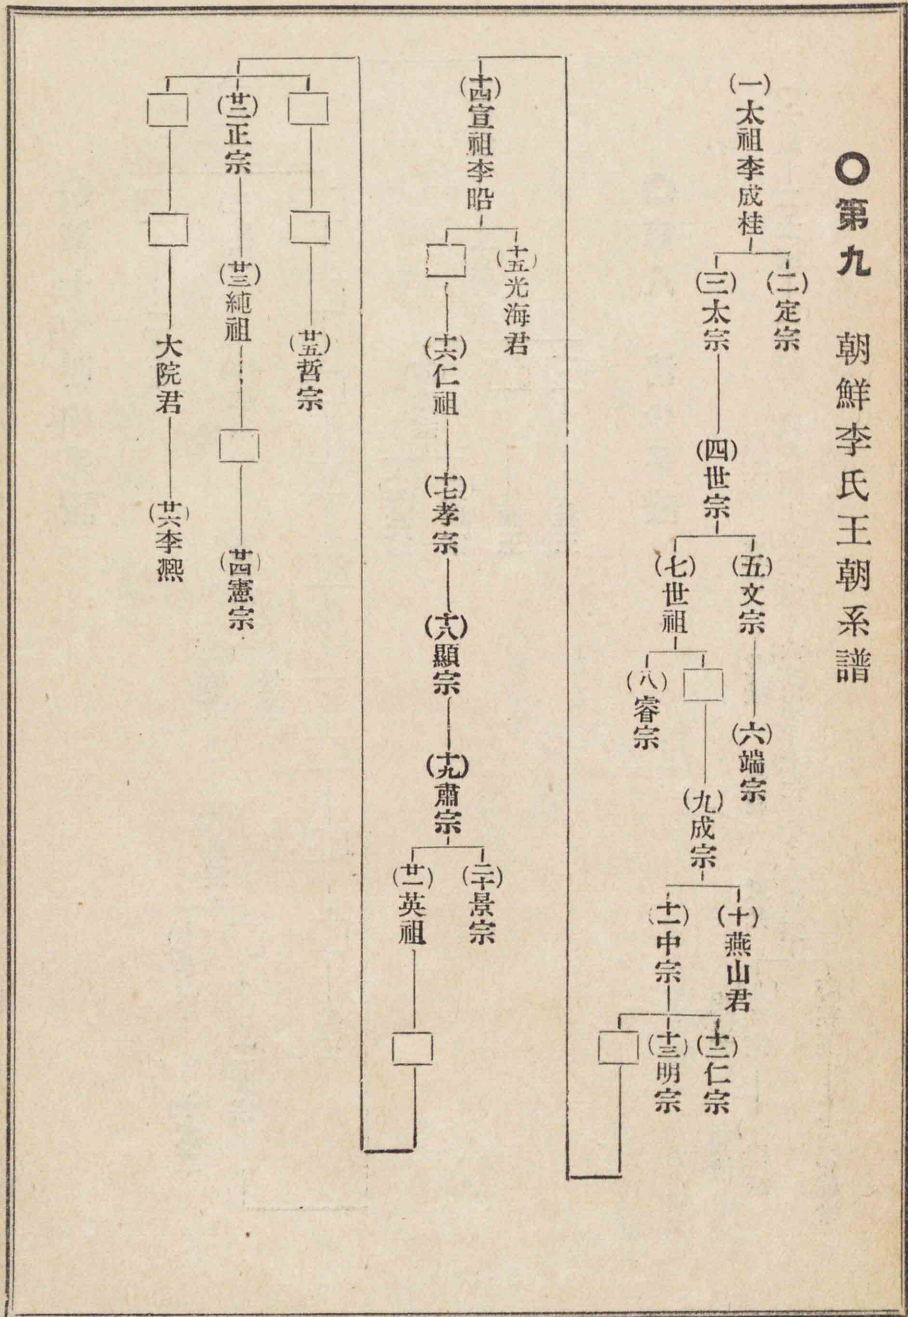 〇第九　朝鮮李氏王朝系譜
(一)太祖李成桂
(二)定宗
(三)太宗
(四)世宗
(五)文宗
(六)端宗
(七)世祖
(八)睿宗
(九)成宗
(十)燕山君
(十一)中宗
(十二)仁宗
(十三)明宗
(十四)宣祖李昖
(十五)光海君
(十六)仁祖
(十七)孝宗
(十八)顯宗
(十九)肅宗
(二十)景宗
(廿一)英祖
(廿二)正宗
(廿三)純祖
(廿四)憲宗
(廿五)哲宗
大院君
(廿六)李㷩